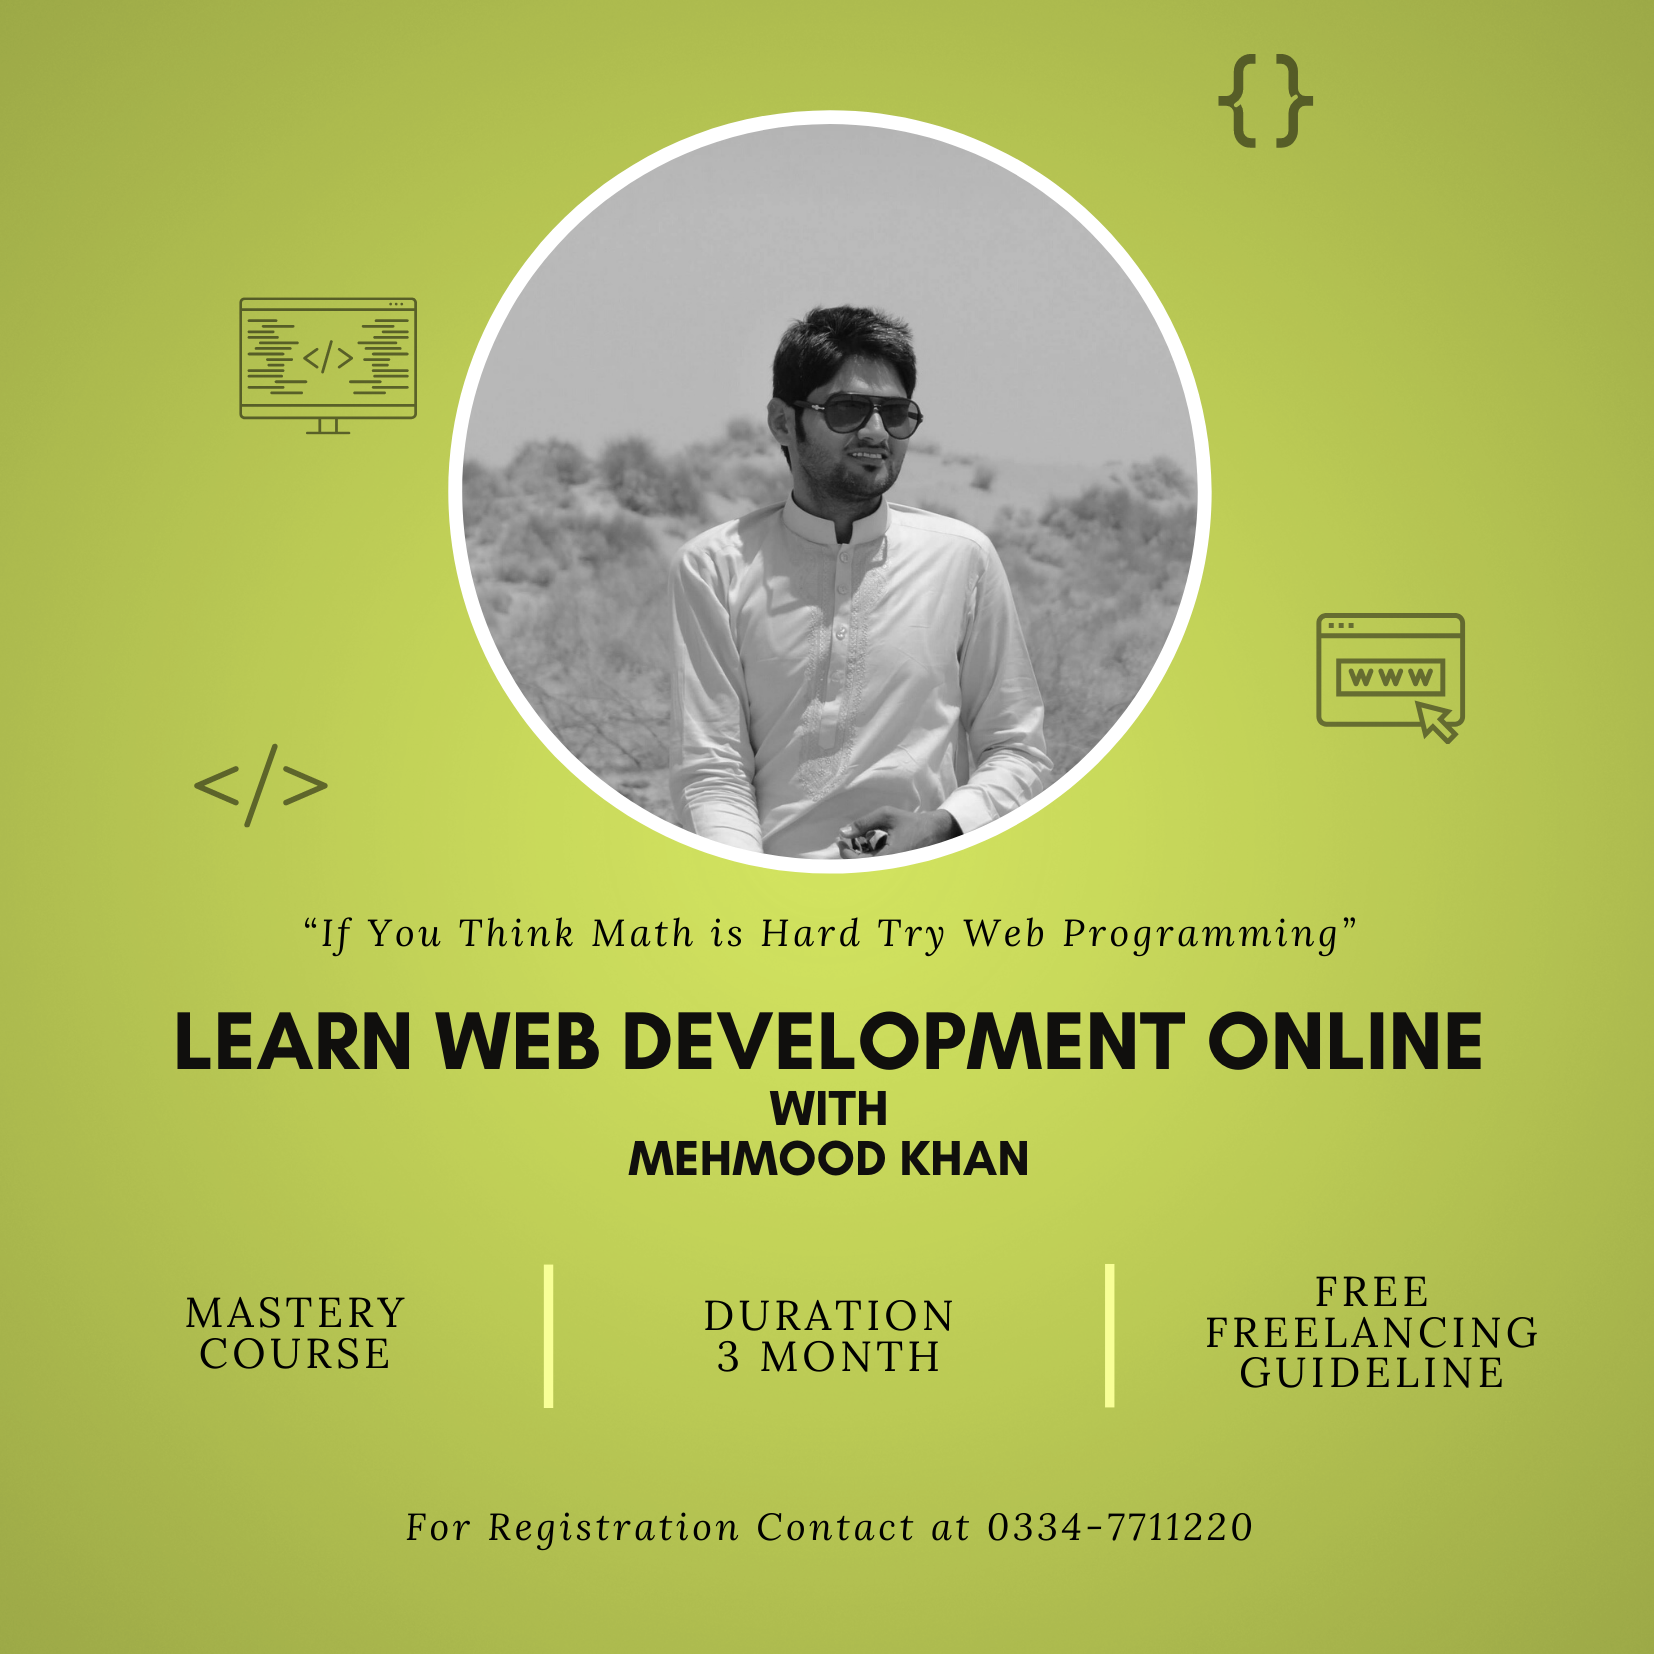 { }
</>
WWW
</>
“If You Think Math is Hard Try Web Programming”
LEARN WEB DEVELOPMENT ONLINE
WITH
MEHMOOD KHAN
MASTERY
COURSE
DURATION
3 MONTH
FREE
FREELANCING
GUIDELINE
For Registration Contact at 0334-7711220